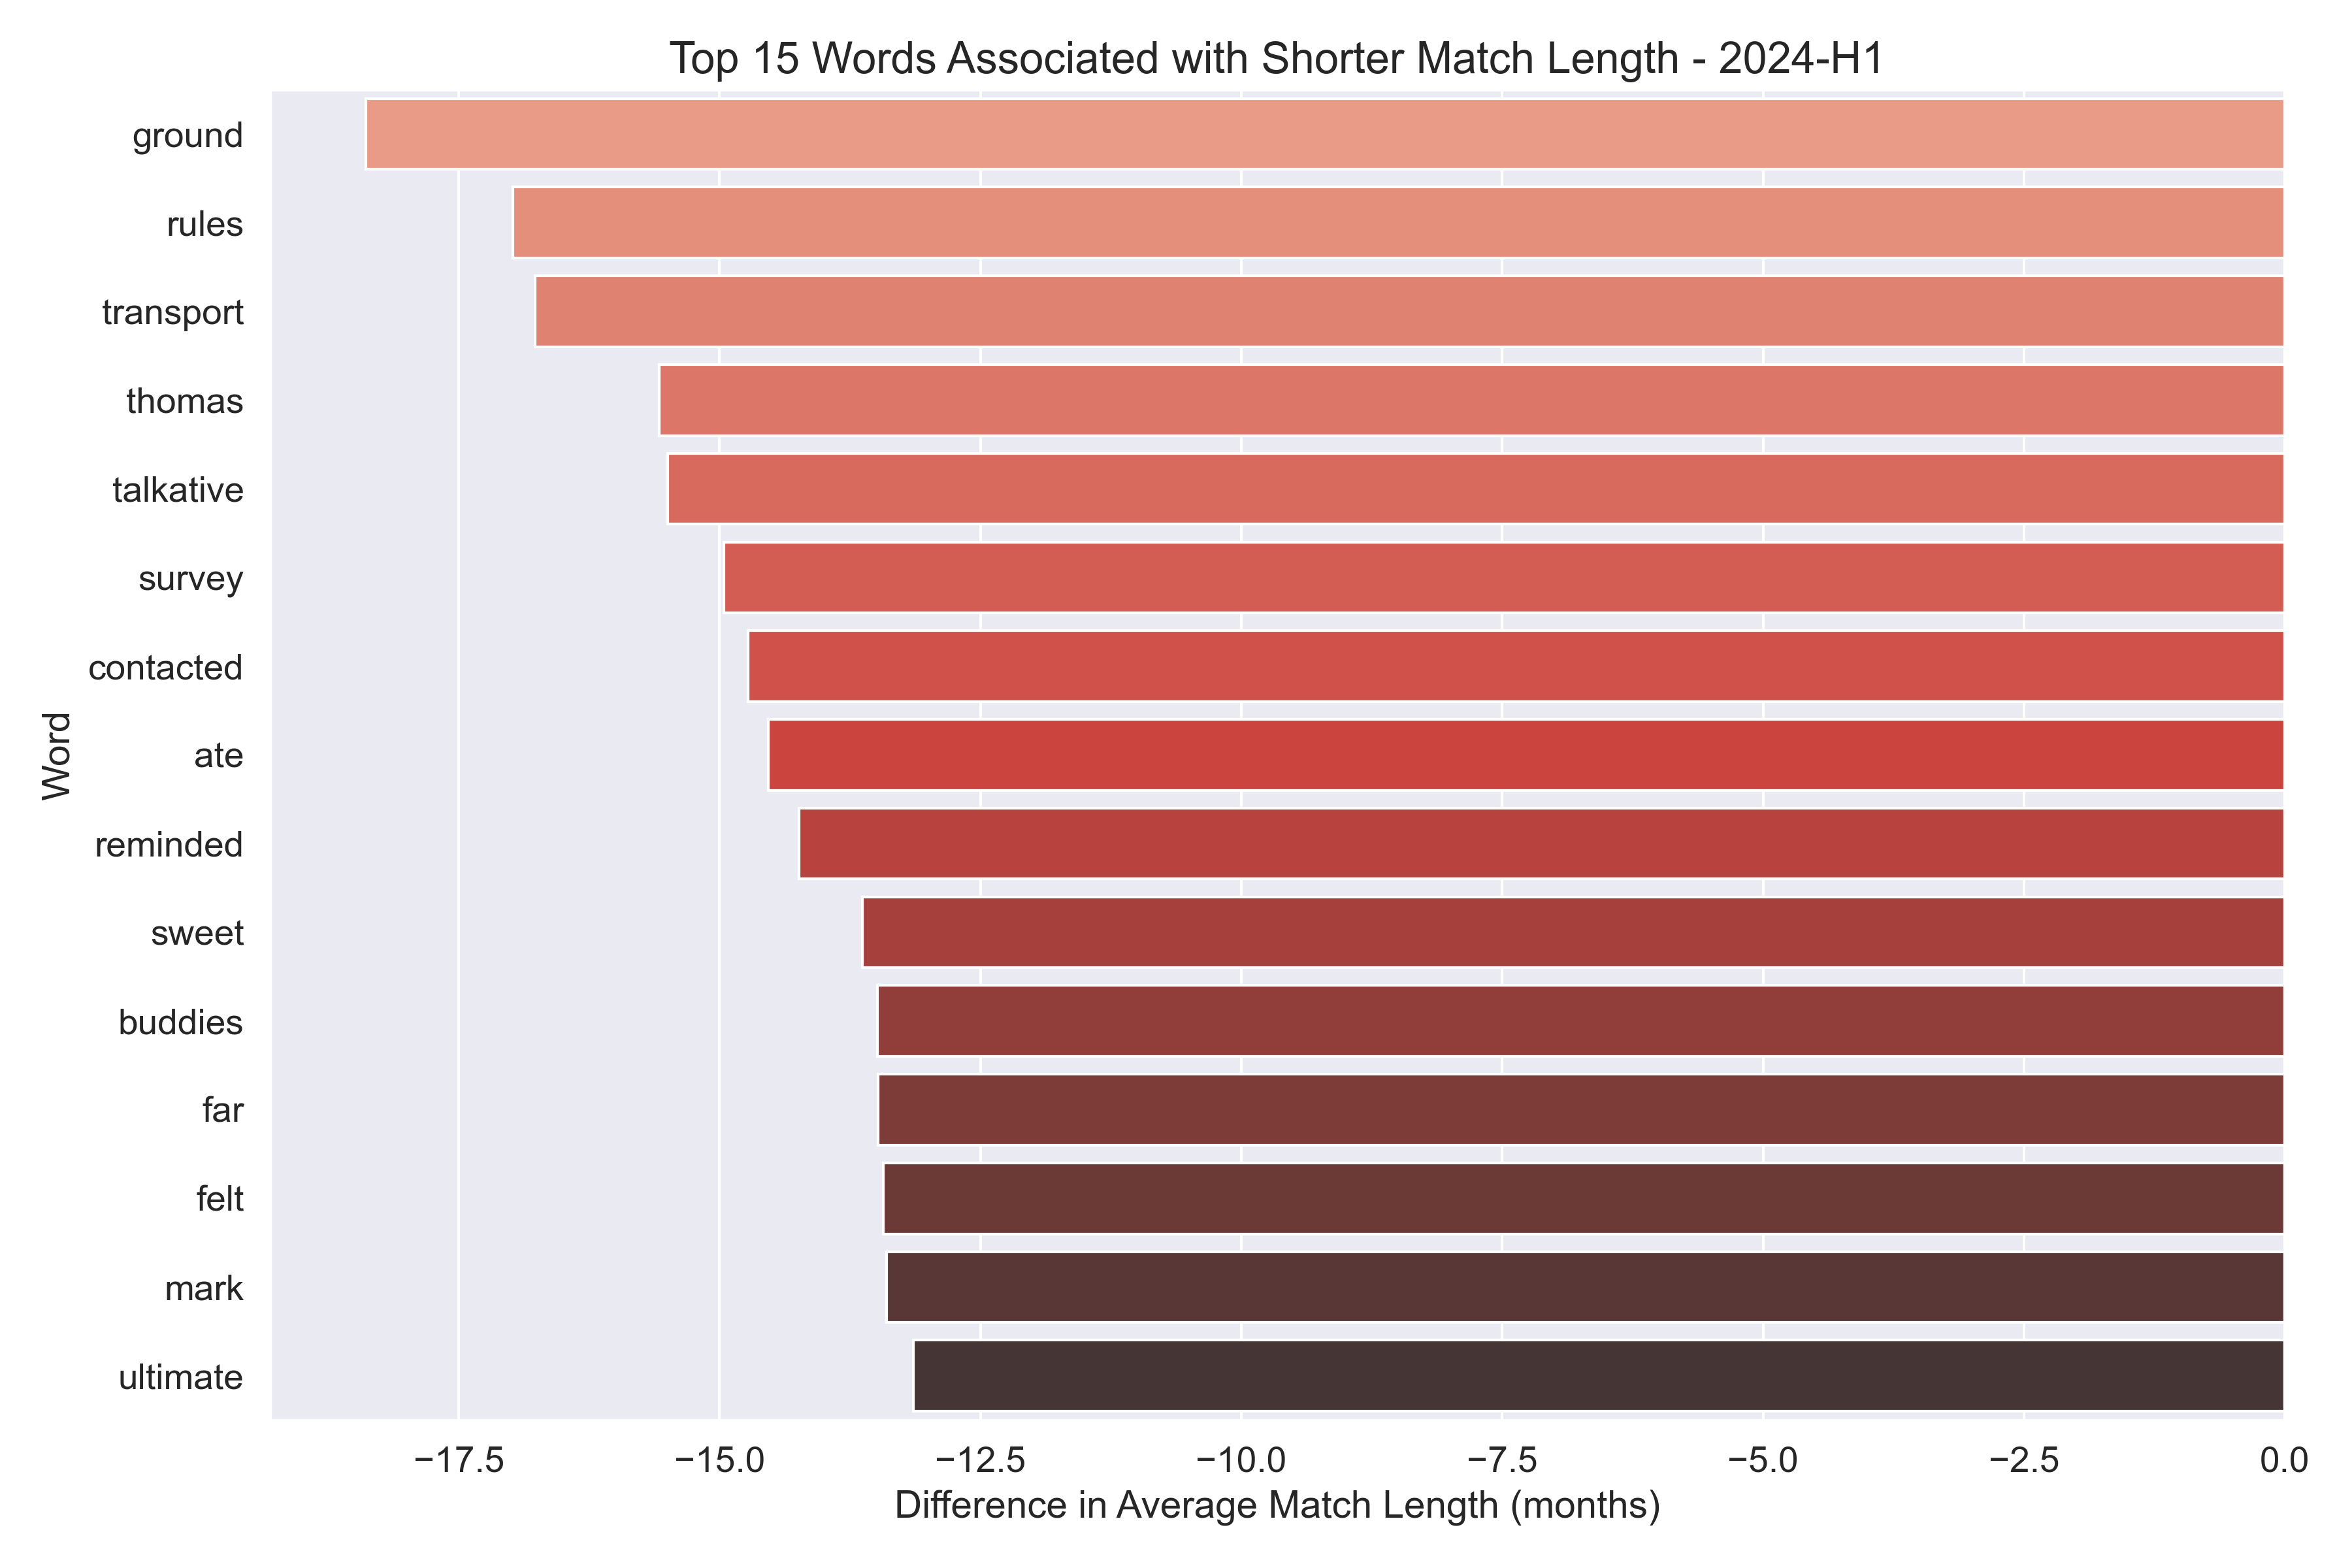 Top 15 Words Associated with Shorter Match Length - 2024-H1
Word
ground
rules
transport
thomas
talkative
survey
contacted
ate
reminded
sweet
buddies
far
felt
mark
ultimate
−17.5 −15.0 −12.5 −10.0 −7.5 −5.0 −2.5 0.0
Difference in Average Match Length (months)